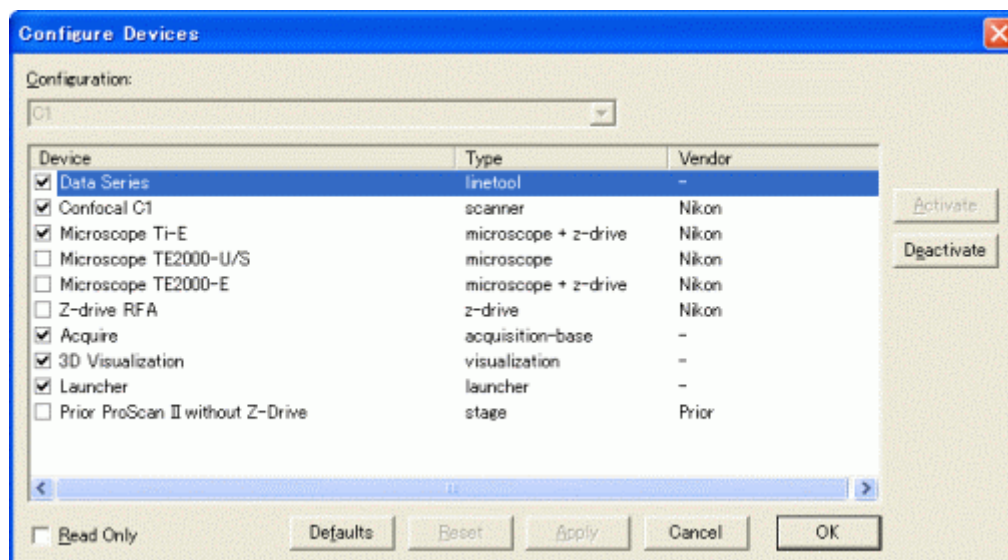 Configure Devices
Configuration:
C1
Device Type Vendor
Data Series linetool -
Confocal C1 scanner Nikon
Activate
Microscope Ti-E microscope + z-drive Nikon
Microscope TE2000-U/S microscope Nikon
Deactivate
Microscope TE2000-E microscope + z-drive Nikon
Z-drive RFA z-drive Nikon
Acquire acquisition-base -
3D Visualization visualization -
Launcher launcher -
Prior ProScan II without Z-Drive stage Prior
Read Only Defaults Reset Apply Cancel OK